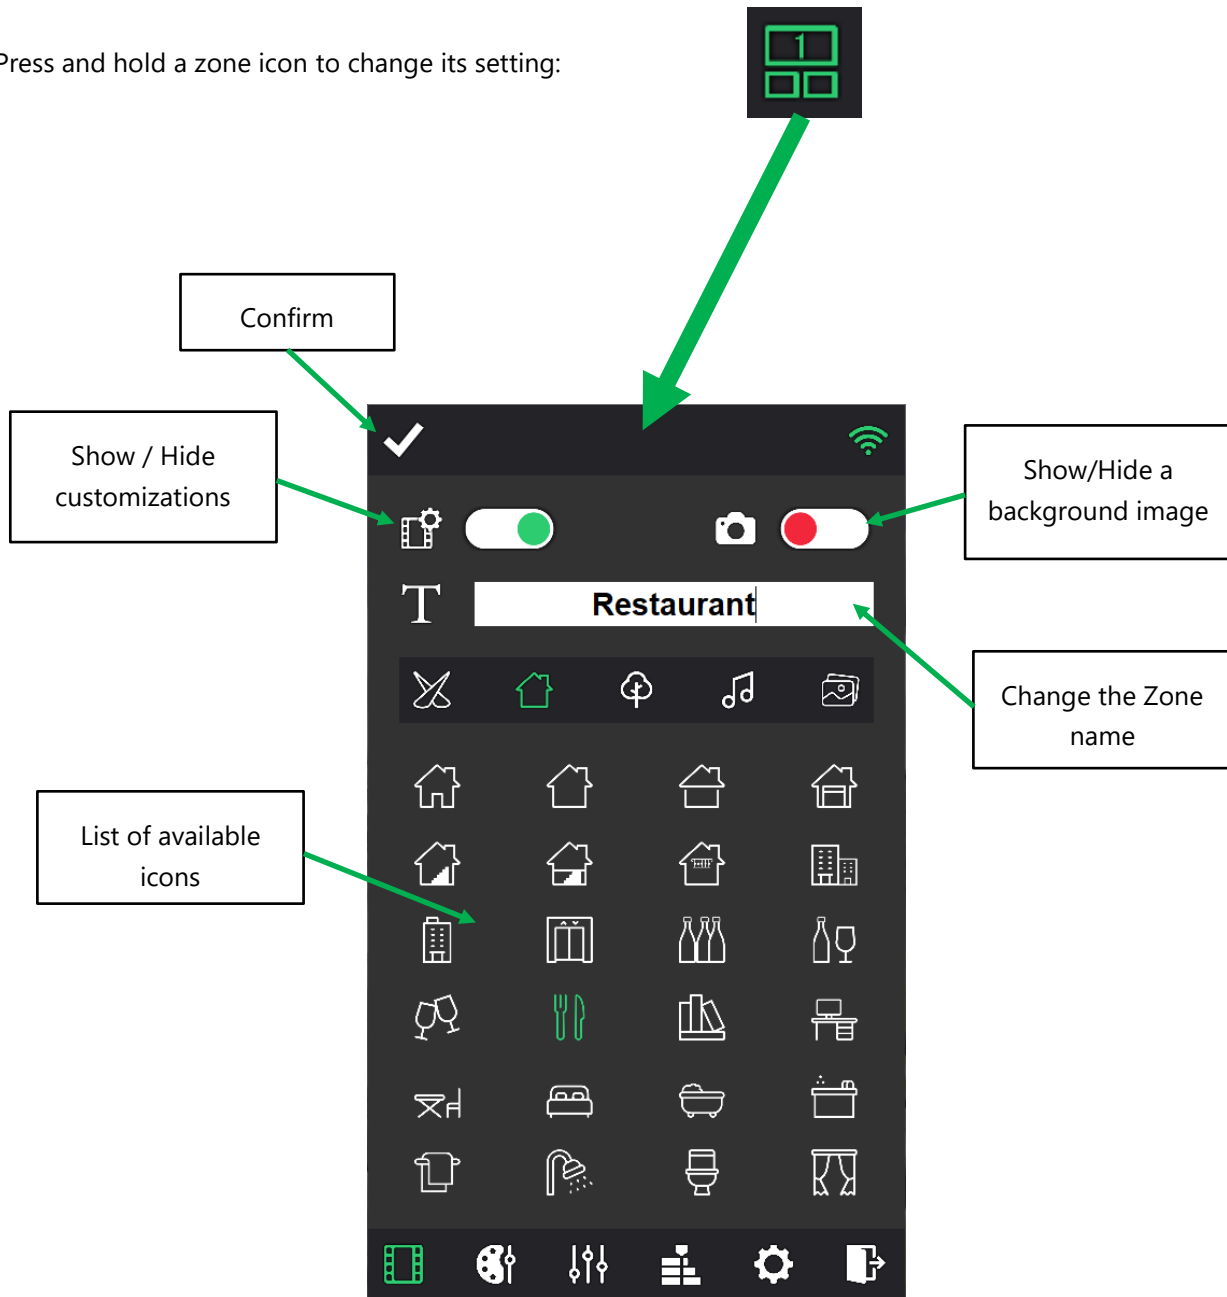 Press and hold a zone icon to change its setting:
1
Confirm
Show / Hide
customizations
Show/Hide a
background image
T
Restaurant
Change the Zone
name
List of available
icons